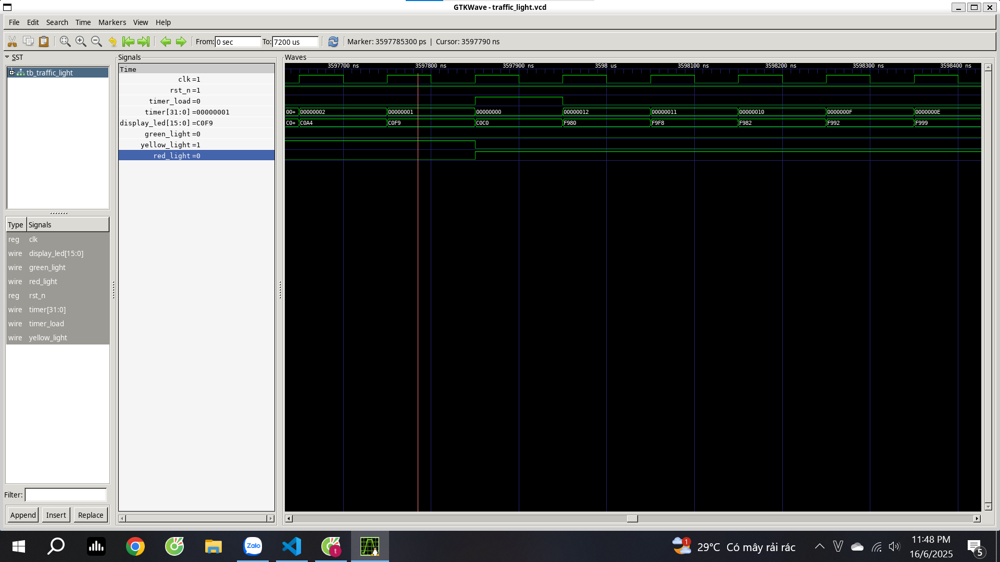 GTKWave - traffic_light.vcd
File Edit Search Time Markers View Help
From: 0 sec To: 7200 us Marker: 3597785300 ps | Cursor: 3597790 ns
SST
tb_traffic_light
Type Signals
reg clk
wire display_led[15:0]
wire green_light
wire red_light
reg rst_n
wire timer[31:0]
wire timer_load
wire yellow_light
Filter:
Append Insert Replace
Signals
Time
clk =1
rst_n =1
timer_load =0
timer[31:0] =00000001
display_led[15:0] =C0F9
green_light =0
yellow_light =1
red_light =0
Waves
3597700 ns 3597800 ns 3597900 ns 3598 us 3598100 ns 3598200 ns 3598300 ns 3598400 ns
00+ 00000002 00000001 00000000 00000012 00000011 00000010 0000000F 0000000E
C0+ C0A4 C0F9 C0C0 F980 F9F8 F982 F992 F999
Zalo
t
1
29°C Có mây rải rác
V
11:48 PM
16/6/2025
5